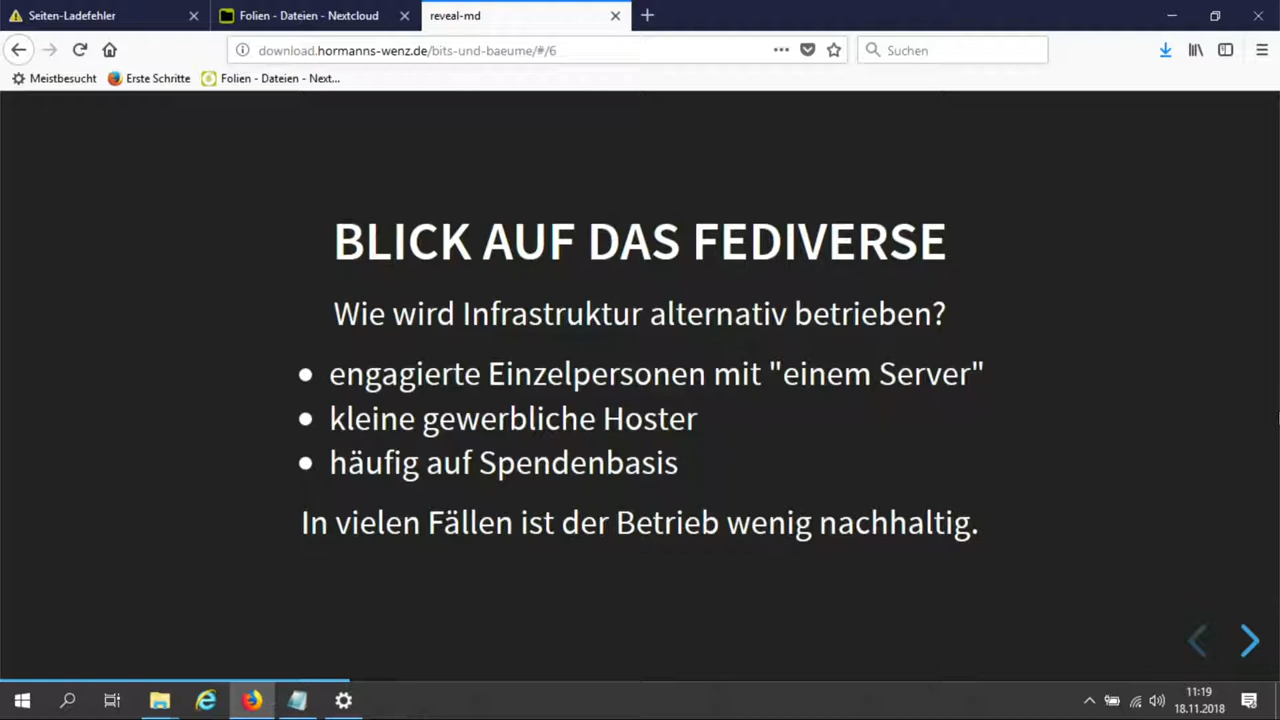 Seiten-Ladefehler
Folien - Dateien - Nextcloud
reveal-md
download.hormanns-wenz.de/bits-und-baeume/#/6
Suchen
Meistbesucht
Erste Schritte
Folien - Dateien - Next...
BLICK AUF DAS FEDIVERSE
Wie wird Infrastruktur alternativ betrieben?
• engagierte Einzelpersonen mit "einem Server"
• kleine gewerbliche Hoster
• häufig auf Spendenbasis
In vielen Fällen ist der Betrieb wenig nachhaltig.
11:19
18.11.2018